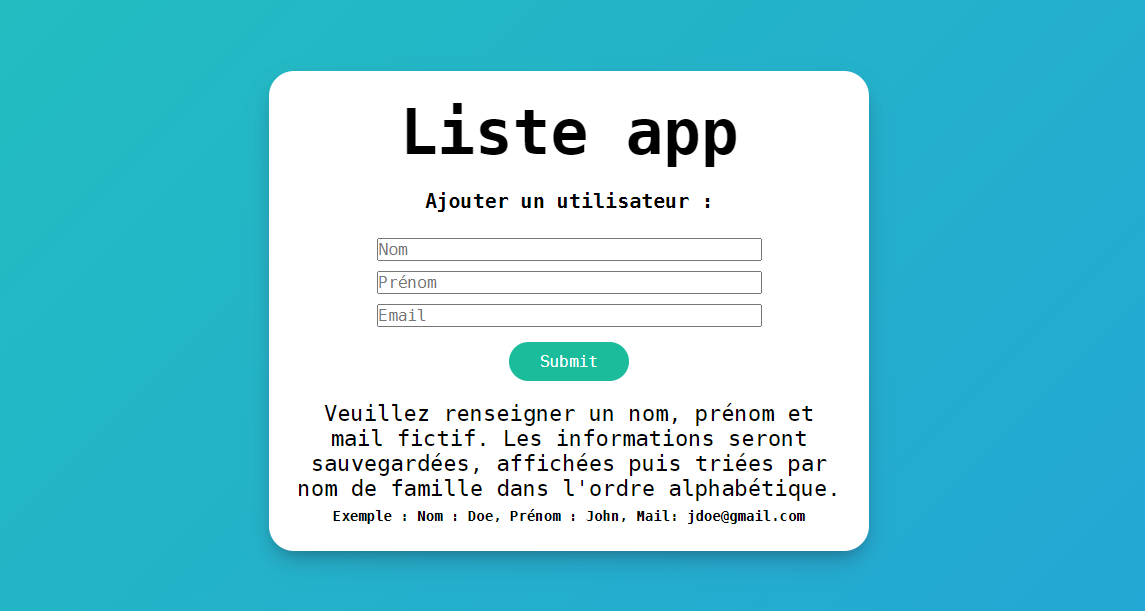 Liste app
Ajouter un utilisateur :
Nom
Prénom
Email
Submit
Veuillez renseigner un nom, prénom et
mail fictif. Les informations seront
sauvegardées, affichées puis triées par
nom de famille dans l'ordre alphabétique.
Exemple : Nom : Doe, Prénom : John, Mail: jdoe@gmail.com